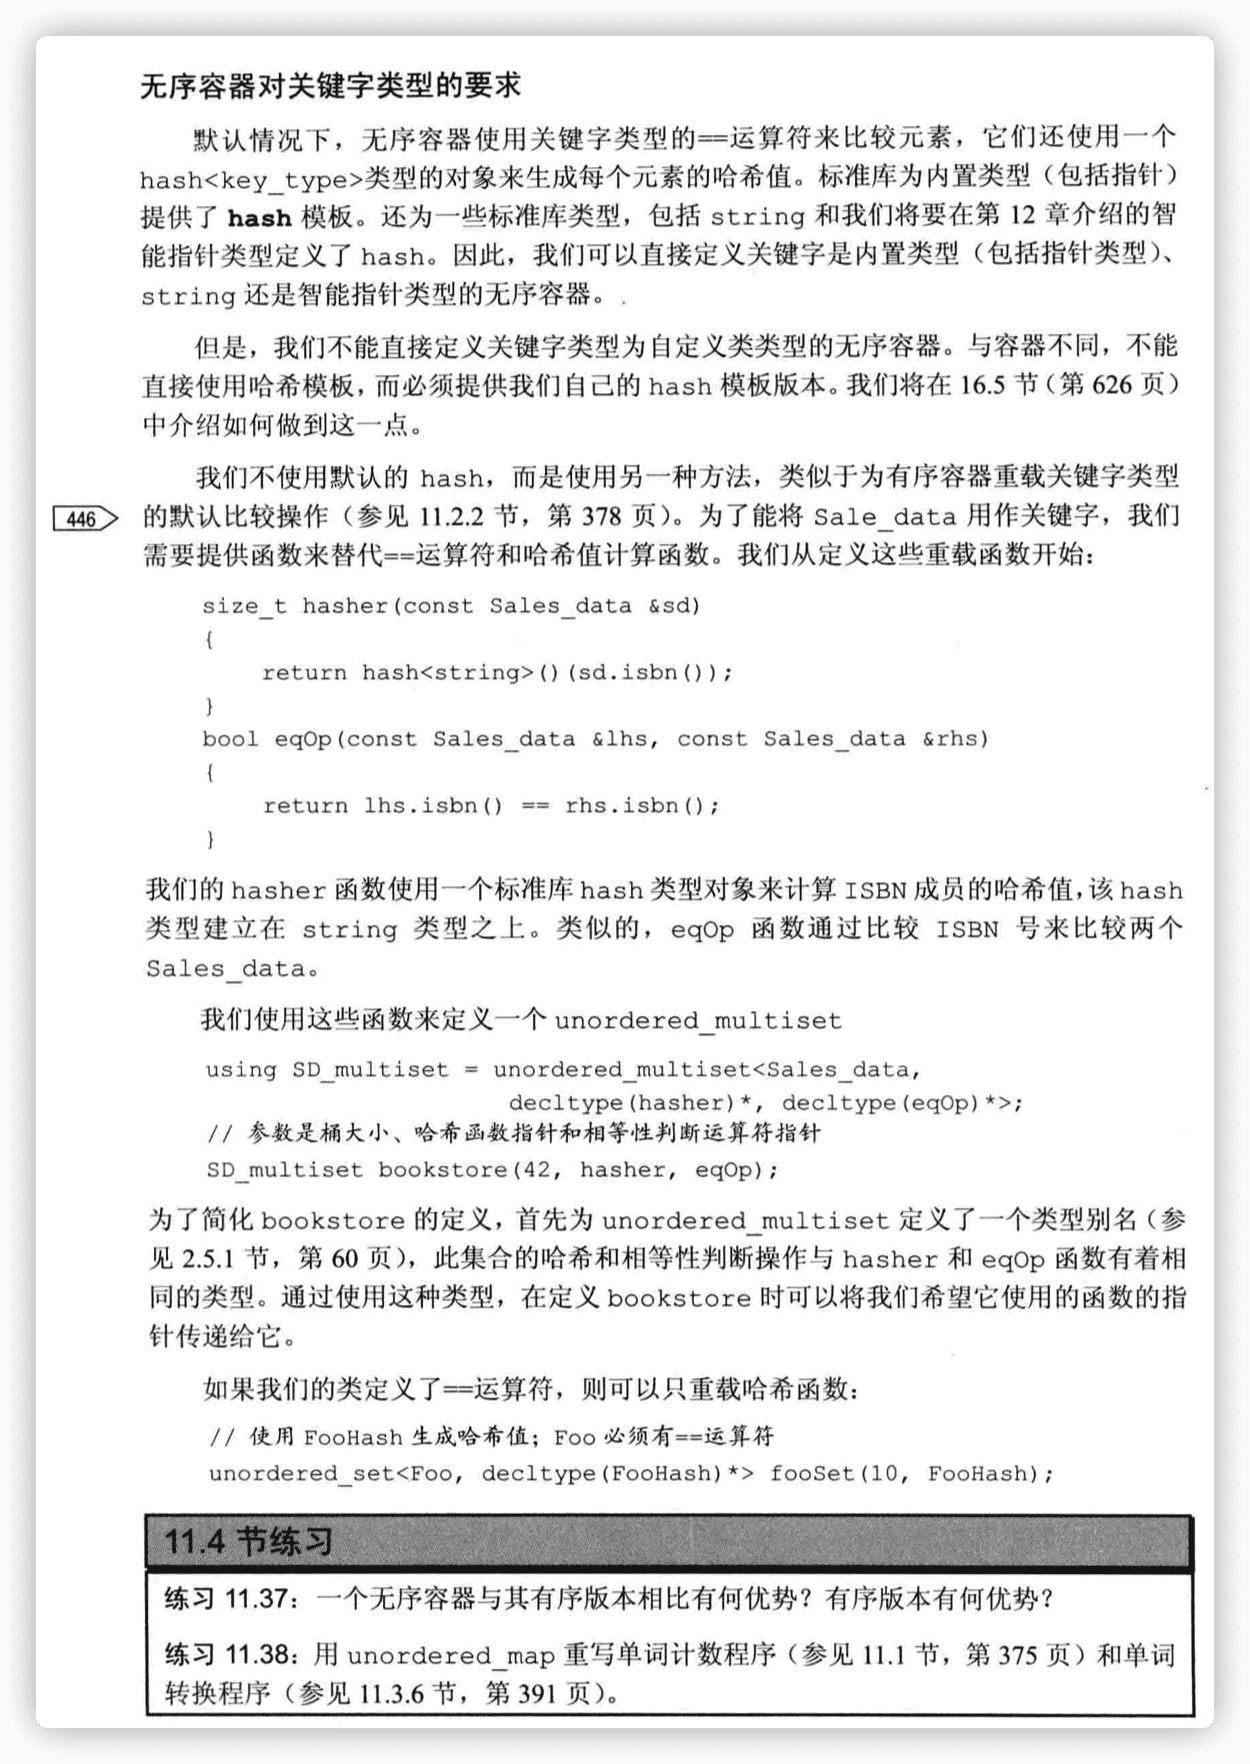 无序容器对关键字类型的要求
默认情况下，无序容器使用关键字类型的==运算符来比较元素，它们还使用一个
hash<key_type>类型的对象来生成每个元素的哈希值。标准库为内置类型（包括指针）
提供了 hash 模板。还为一些标准库类型，包括 string 和我们将要在第 12 章介绍的智
能指针类型定义了 hash。因此，我们可以直接定义关键字是内置类型（包括指针类型）、
string 还是智能指针类型的无序容器。
但是，我们不能直接定义关键字类型为自定义类类型的无序容器。与容器不同，不能
直接使用哈希模板，而必须提供我们自己的 hash 模板版本。我们将在 16.5 节（第 626 页）
中介绍如何做到这一点。
我们不使用默认的 hash，而是使用另一种方法，类似于为有序容器重载关键字类型
446
的默认比较操作（参见 11.2.2 节，第 378 页）。为了能将 Sale_data 用作关键字，我们
需要提供函数来替代==运算符和哈希值计算函数。我们从定义这些重载函数开始：
size_t hasher(const Sales_data &sd)
{
return hash<string>()(sd.isbn());
}
bool eqOp(const Sales_data &lhs, const Sales_data &rhs)
{
return lhs.isbn() == rhs.isbn();
}
我们的 hasher 函数使用一个标准库 hash 类型对象来计算 ISBN 成员的哈希值，该 hash
类型建立在 string 类型之上。类似的，eqOp 函数通过比较 ISBN 号来比较两个
Sales_data。
我们使用这些函数来定义一个 unordered_multiset
using SD_multiset = unordered_multiset<Sales_data,
decltype(hasher)*, decltype(eqOp)*>;
// 参数是桶大小、哈希函数指针和相等性判断运算符指针
SD_multiset bookstore(42, hasher, eqOp);
为了简化 bookstore 的定义，首先为 unordered_multiset 定义了一个类型别名（参
见 2.5.1 节，第 60 页），此集合的哈希和相等性判断操作与 hasher 和 eqOp 函数有着相
同的类型。通过使用这种类型，在定义 bookstore 时可以将我们希望它使用的函数的指
针传递给它。
如果我们的类定义了==运算符，则可以只重载哈希函数：
// 使用 FooHash 生成哈希值；Foo 必须有==运算符
unordered_set<Foo, decltype(FooHash)*> fooSet(10, FooHash);
11.4 节练习
练习 11.37：一个无序容器与其有序版本相比有何优势？有序版本有何优势？
练习 11.38：用 unordered_map 重写单词计数程序（参见 11.1 节，第 375 页）和单词
转换程序（参见 11.3.6 节，第 391 页）。